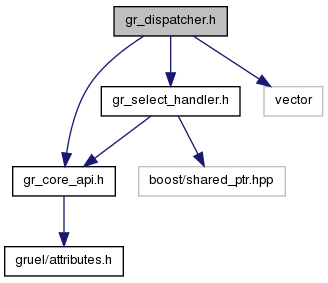 gr_dispatcher.h
gr_select_handler.h
vector
gr_core_api.h
boost/shared_ptr.hpp
gruel/attributes.h